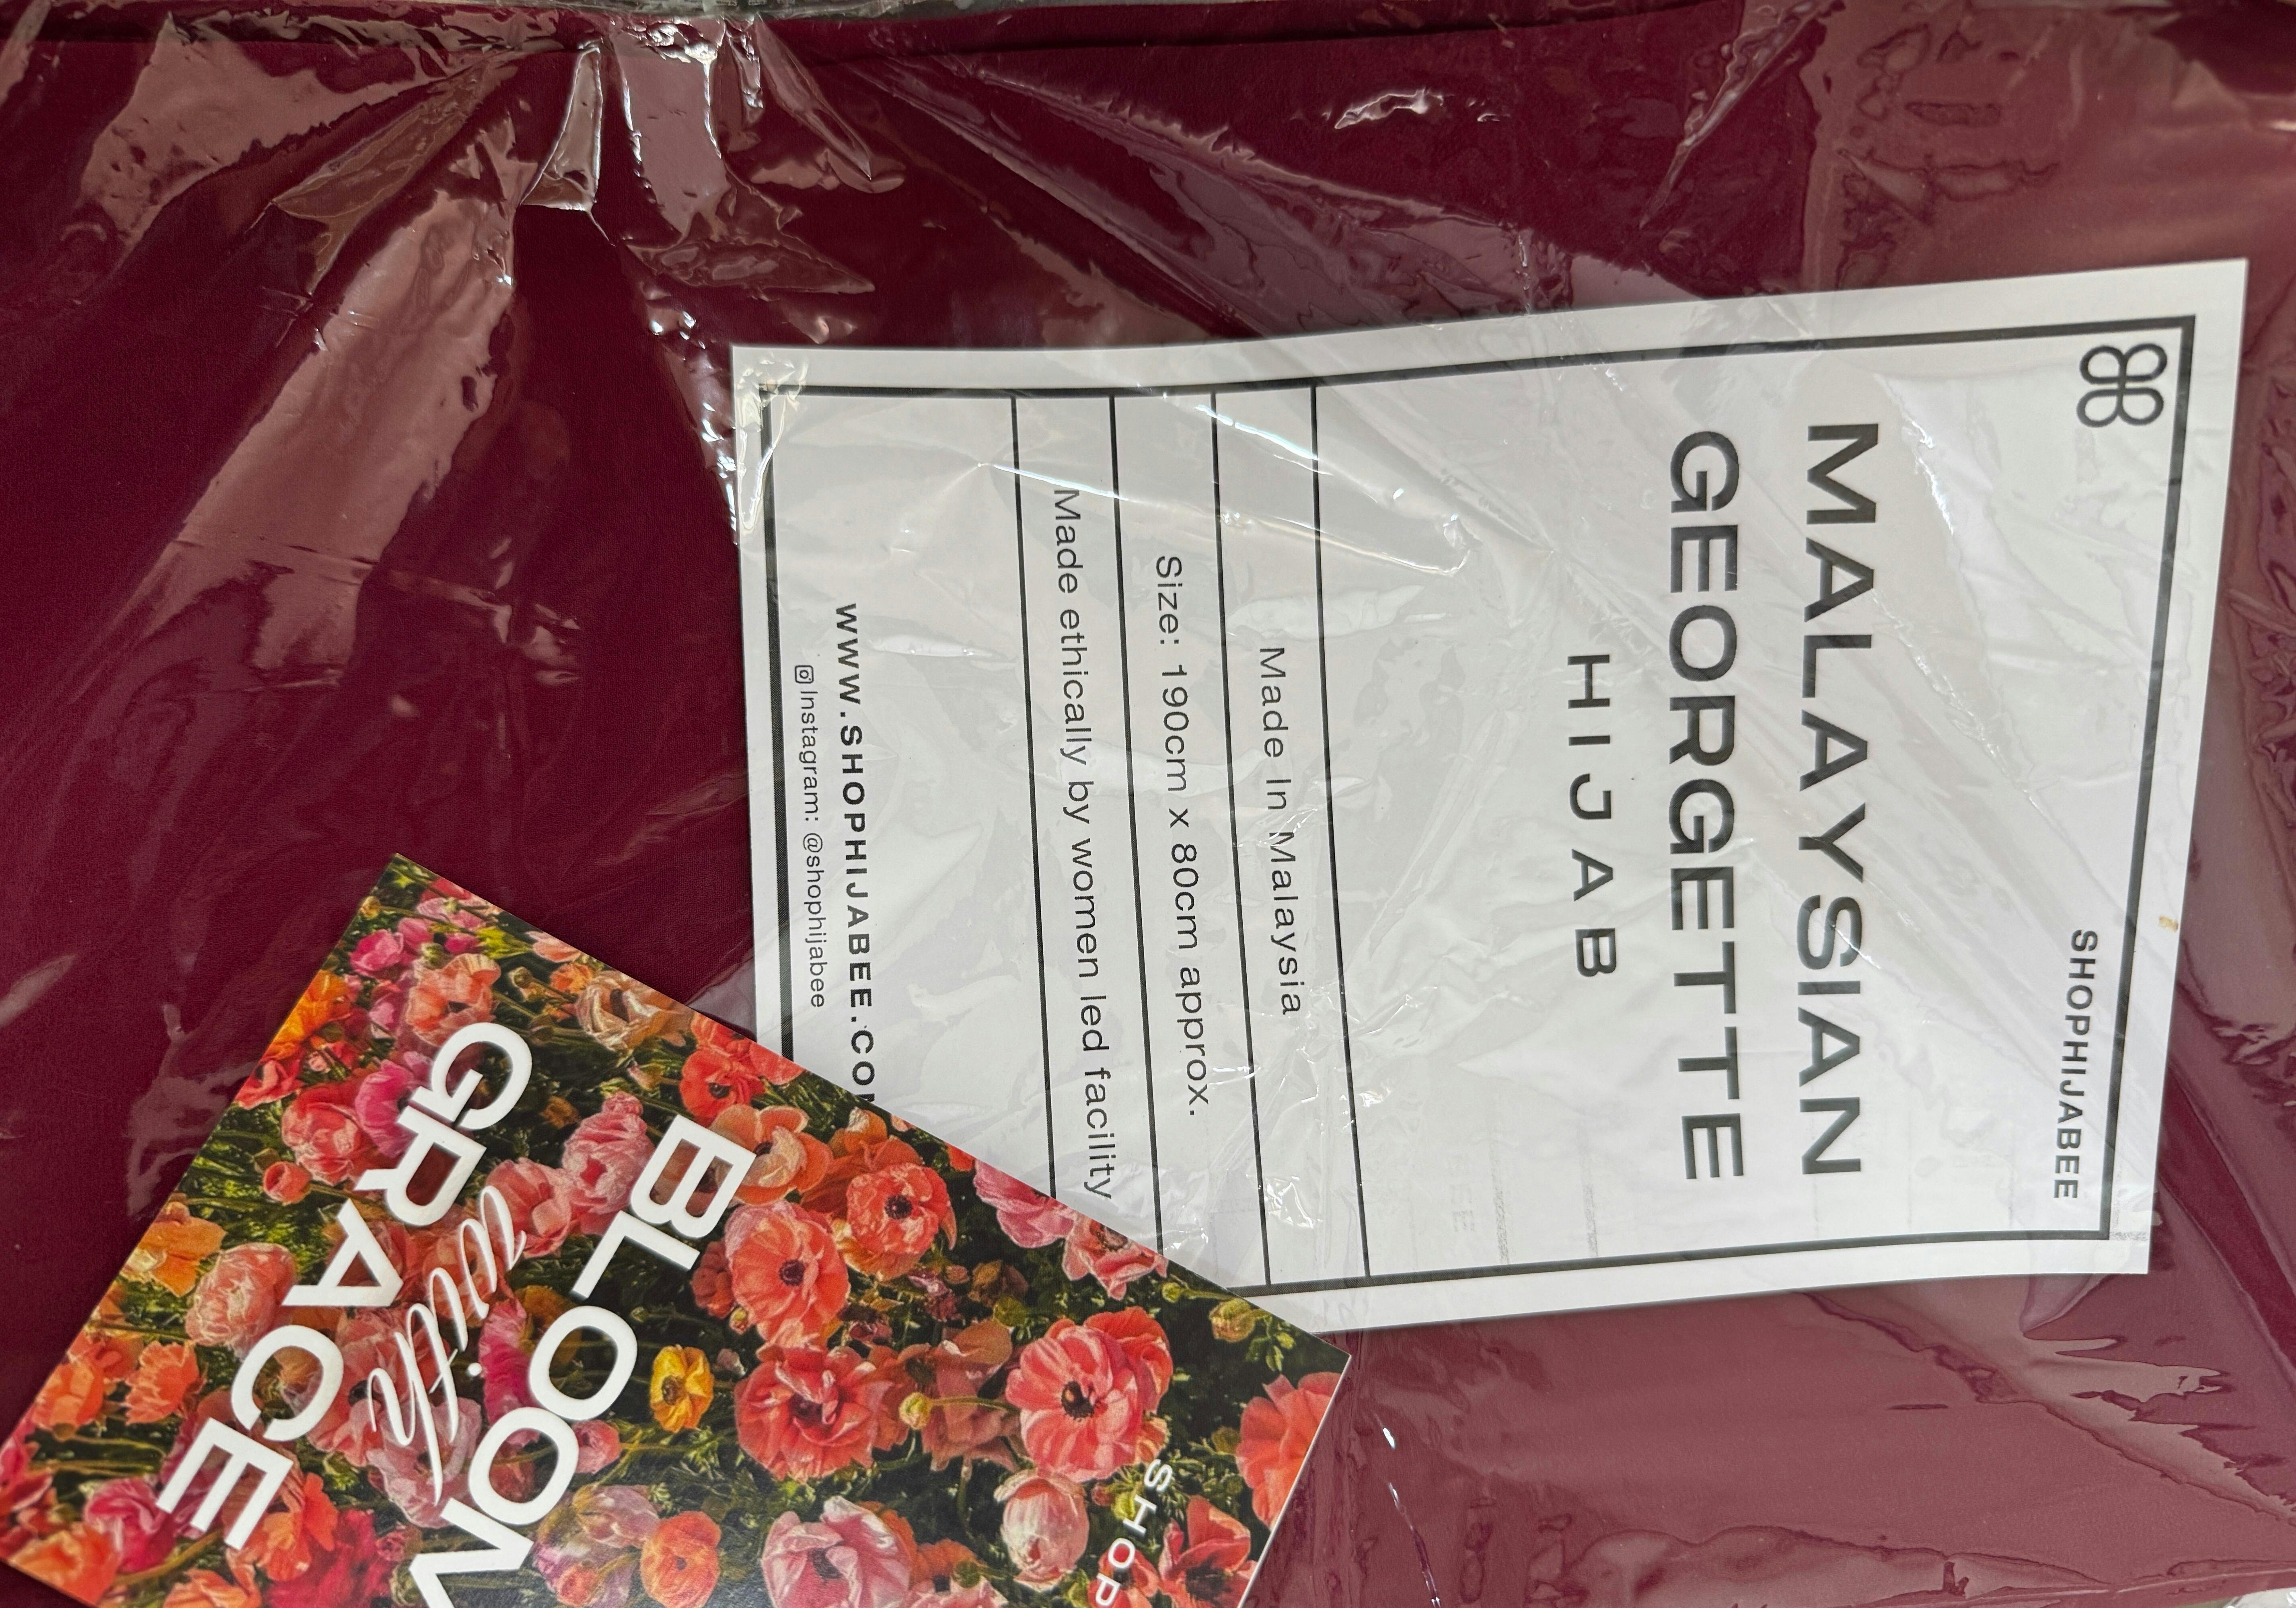 SHOPHIJABEE
MALAYSIAN
GEORGETTE
HIJAB
Made In Malaysia
Size: 190cm x 80cm approx.
Made ethically by women led facility
WWW.SHOPHIJABEE.CO
Instagram: @shophijabee
SHOP
BLOOM
with
GRACE